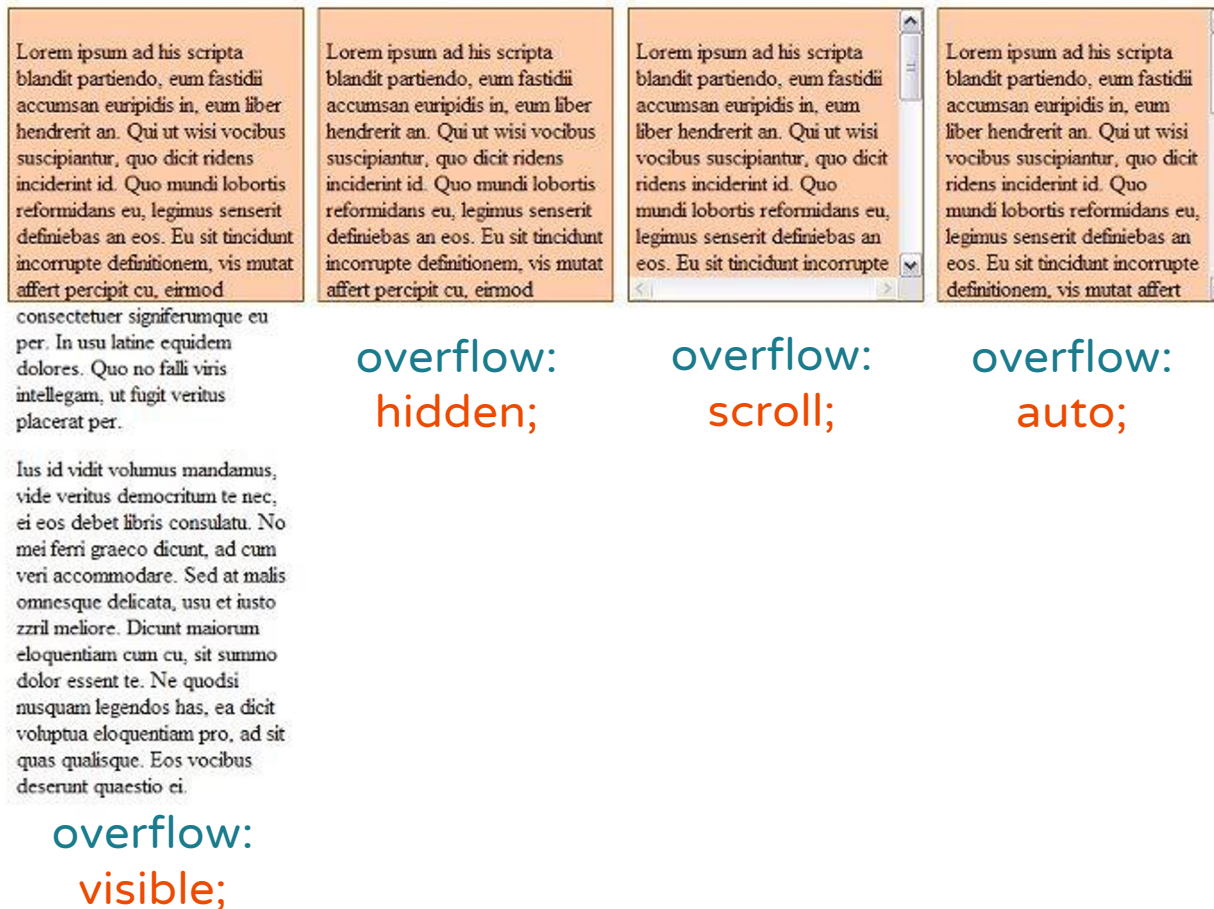 Lorem ipsum ad his scripta
blandit partiendo, eum fastidii
accumsan euripidis in, eum liber
hendrerit an. Qui ut wisi vocibus
suscipiantur, quo dicit ridens
inciderint id. Quo mundi lobortis
reformidans eu, legimus senserit
definiebas an eos. Eu sit tincidunt
incorrupte definitionem, vis mutat
affert percipit cu, eirmod
consectetuer signiferumque eu
per. In usu latine equidem
dolores. Quo no falli viris
intellegam, ut fugit veritus
placerat per.
Ius id vidit volumus mandamus,
vide veritus democritum te nec,
ei eos debet libris consulatu. No
mei ferri graeco dicunt, ad cum
veri accommodare. Sed at malis
omnesque delicata, usu et iusto
zzril meliore. Dicunt maiorum
eloquentiam cum cu, sit summo
dolor essent te. Ne quodsi
nusquam legendos has, ea dicit
voluptua eloquentiam pro, ad sit
quas qualisque. Eos vocibus
deserunt quaestio ei.
overflow:
visible;
Lorem ipsum ad his scripta
blandit partiendo, eum fastidii
accumsan euripidis in, eum liber
hendrerit an. Qui ut wisi vocibus
suscipiantur, quo dicit ridens
inciderint id. Quo mundi lobortis
reformidans eu, legimus senserit
definiebas an eos. Eu sit tincidunt
incorrupte definitionem, vis mutat
affert percipit cu, eirmod
overflow:
hidden;
Lorem ipsum ad his scripta
blandit partiendo, eum fastidii
accumsan euripidis in, eum
liber hendrerit an. Qui ut wisi
vocibus suscipiantur, quo dicit
ridens inciderint id. Quo
mundi lobortis reformidans eu,
legimus senserit definiebas an
eos. Eu sit tincidunt incorrupte
overflow:
scroll;
Lorem ipsum ad his scripta
blandit partiendo, eum fastidii
accumsan euripidis in, eum
liber hendrerit an. Qui ut wisi
vocibus suscipiantur, quo dicit
ridens inciderint id. Quo
mundi lobortis reformidans eu,
legimus senserit definiebas an
eos. Eu sit tincidunt incorrupte
definitionem, vis mutat affert
overflow:
auto;